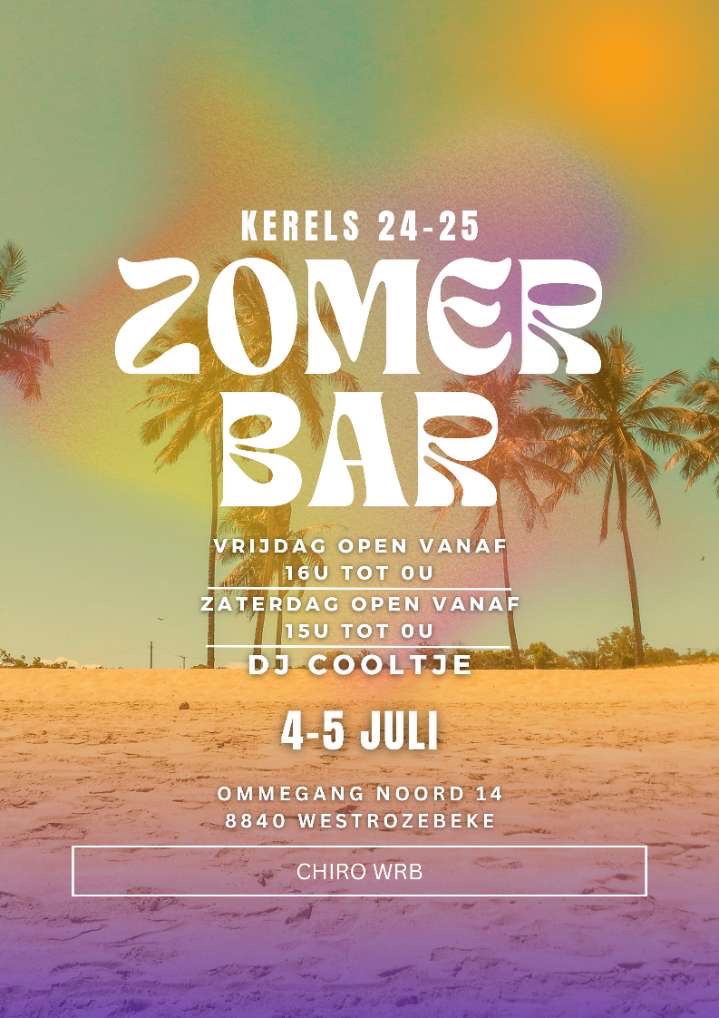 KERELS 24-25
ZOMER
BAR
VRIJDAG OPEN VANAF
16U TOT 0U
ZATERDAG OPEN VANAF
15U TOT 0U
DJ COOLTJE
4-5 JULI
OMMEGANG NOORD 14
8840 WESTROZEBEKE
CHIRO WRB